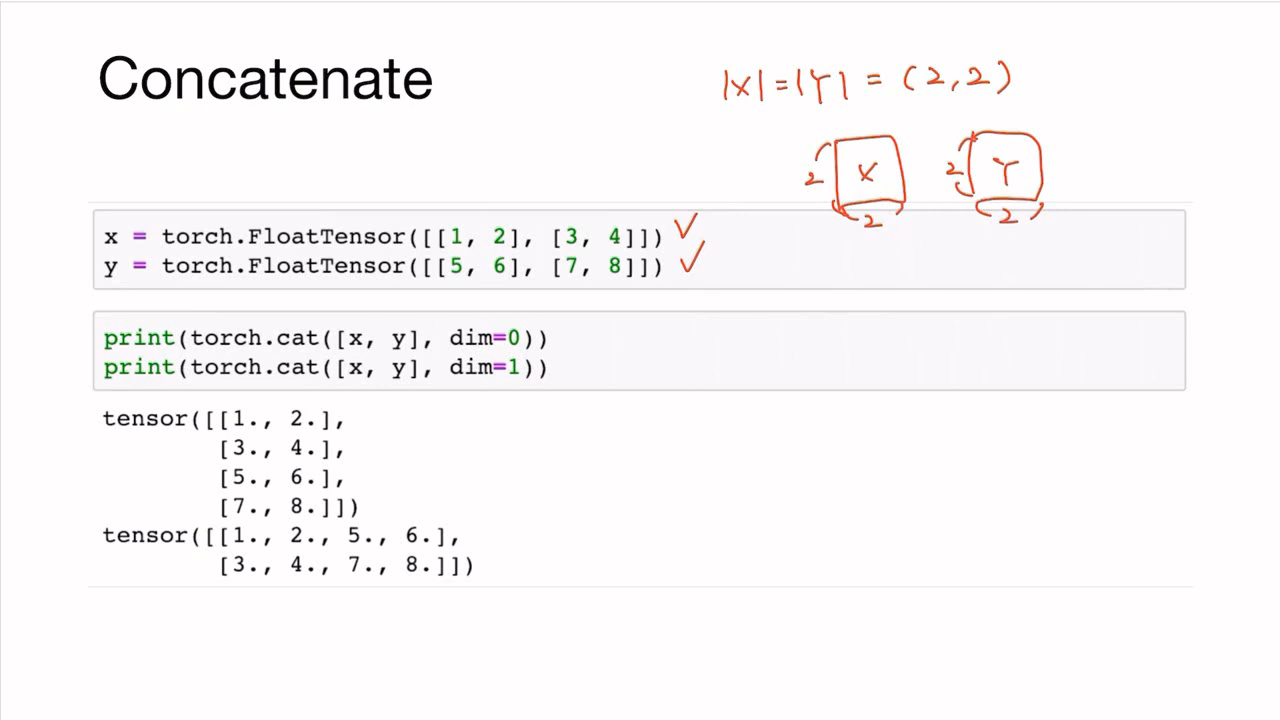 Concatenate
|X|=|Y| = (2,2)
2 X 2
2 Y 2
x = torch.FloatTensor([[1, 2], [3, 4]])
y = torch.FloatTensor([[5, 6], [7, 8]])
print(torch.cat([x, y], dim=0))
print(torch.cat([x, y], dim=1))
tensor([[1., 2.],
        [3., 4.],
        [5., 6.],
        [7., 8.]])
tensor([[1., 2., 5., 6.],
        [3., 4., 7., 8.]])